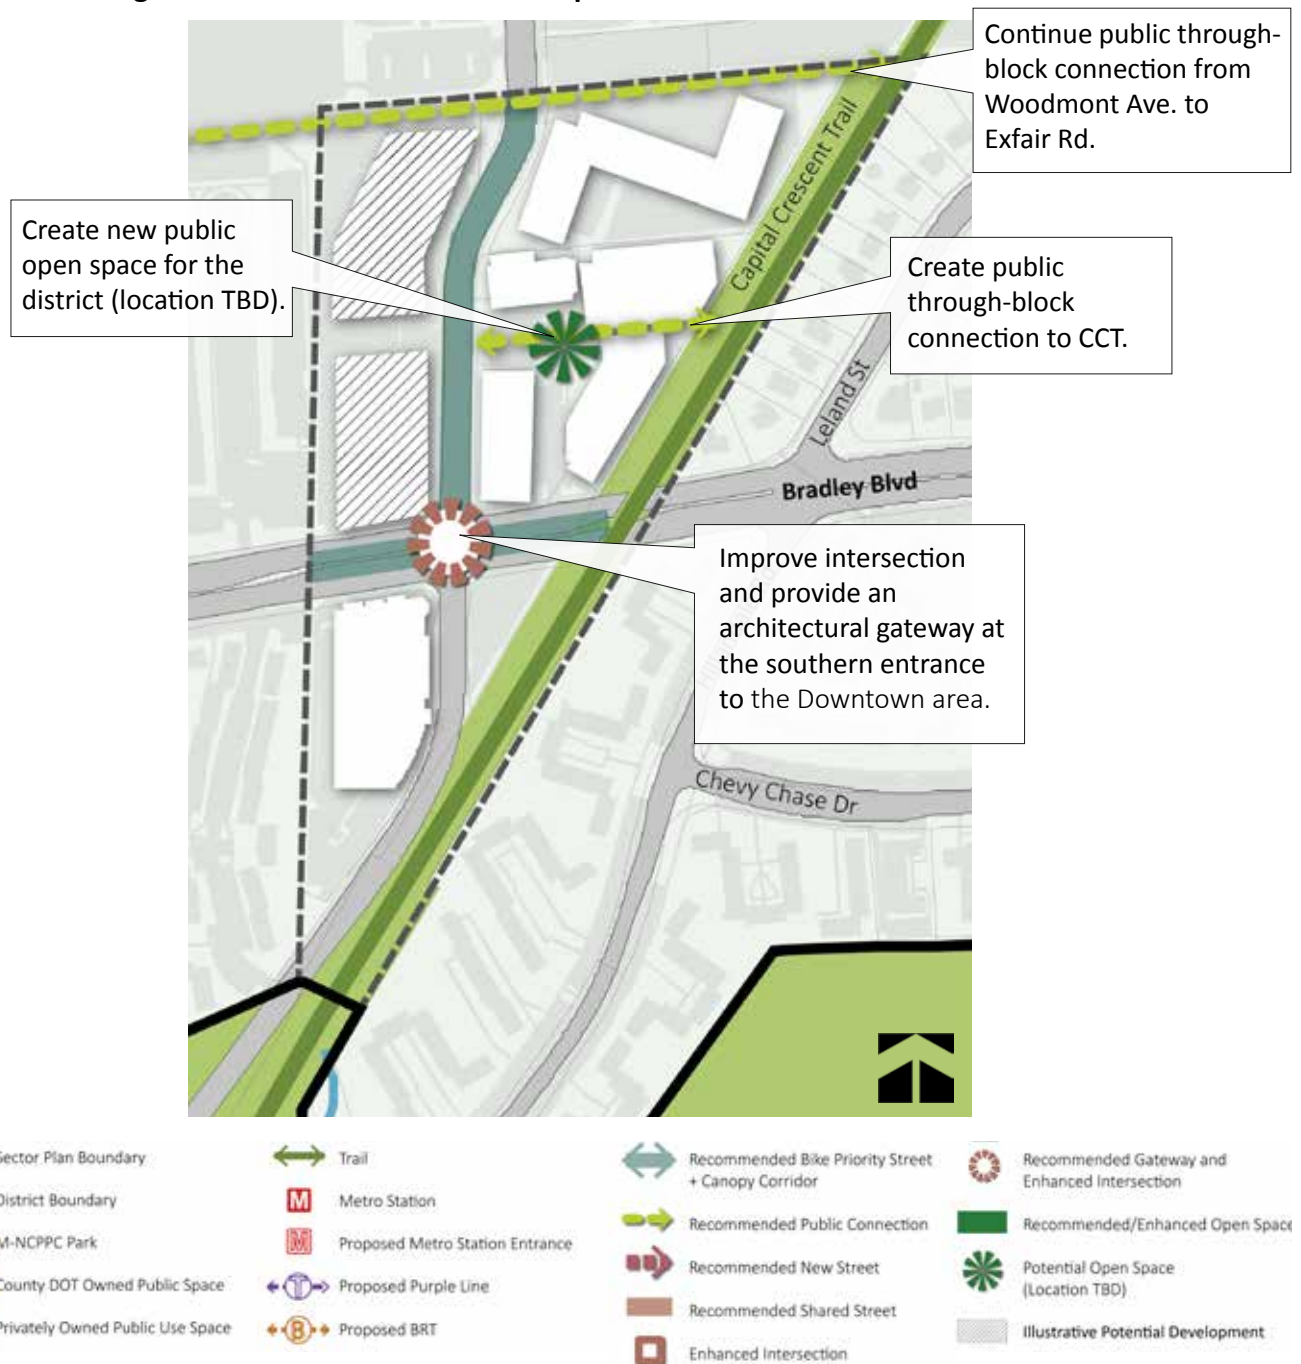 Continue public through-
block connection from
Woodmont Ave. to
Exfair Rd.
Create new public
open space for the
district (location TBD).
Capital Crescent Trail
Create public
through-block
connection to CCT.
Leland St
Bradley Blvd
Improve intersection
and provide an
architectural gateway at
the southern entrance
to the Downtown area.
Chevy Chase Dr
Sector Plan Boundary
District Boundary
M-NCPPC Park
County DOT Owned Public Space
Privately Owned Public Use Space
Trail
M Metro Station
M Proposed Metro Station Entrance
T Proposed Purple Line
B Proposed BRT
Recommended Bike Priority Street
+ Canopy Corridor
Recommended Public Connection
Recommended New Street
Recommended Shared Street
Enhanced Intersection
Recommended Gateway and
Enhanced Intersection
Recommended/Enhanced Open Space
Potential Open Space
(Location TBD)
Illustrative Potential Development